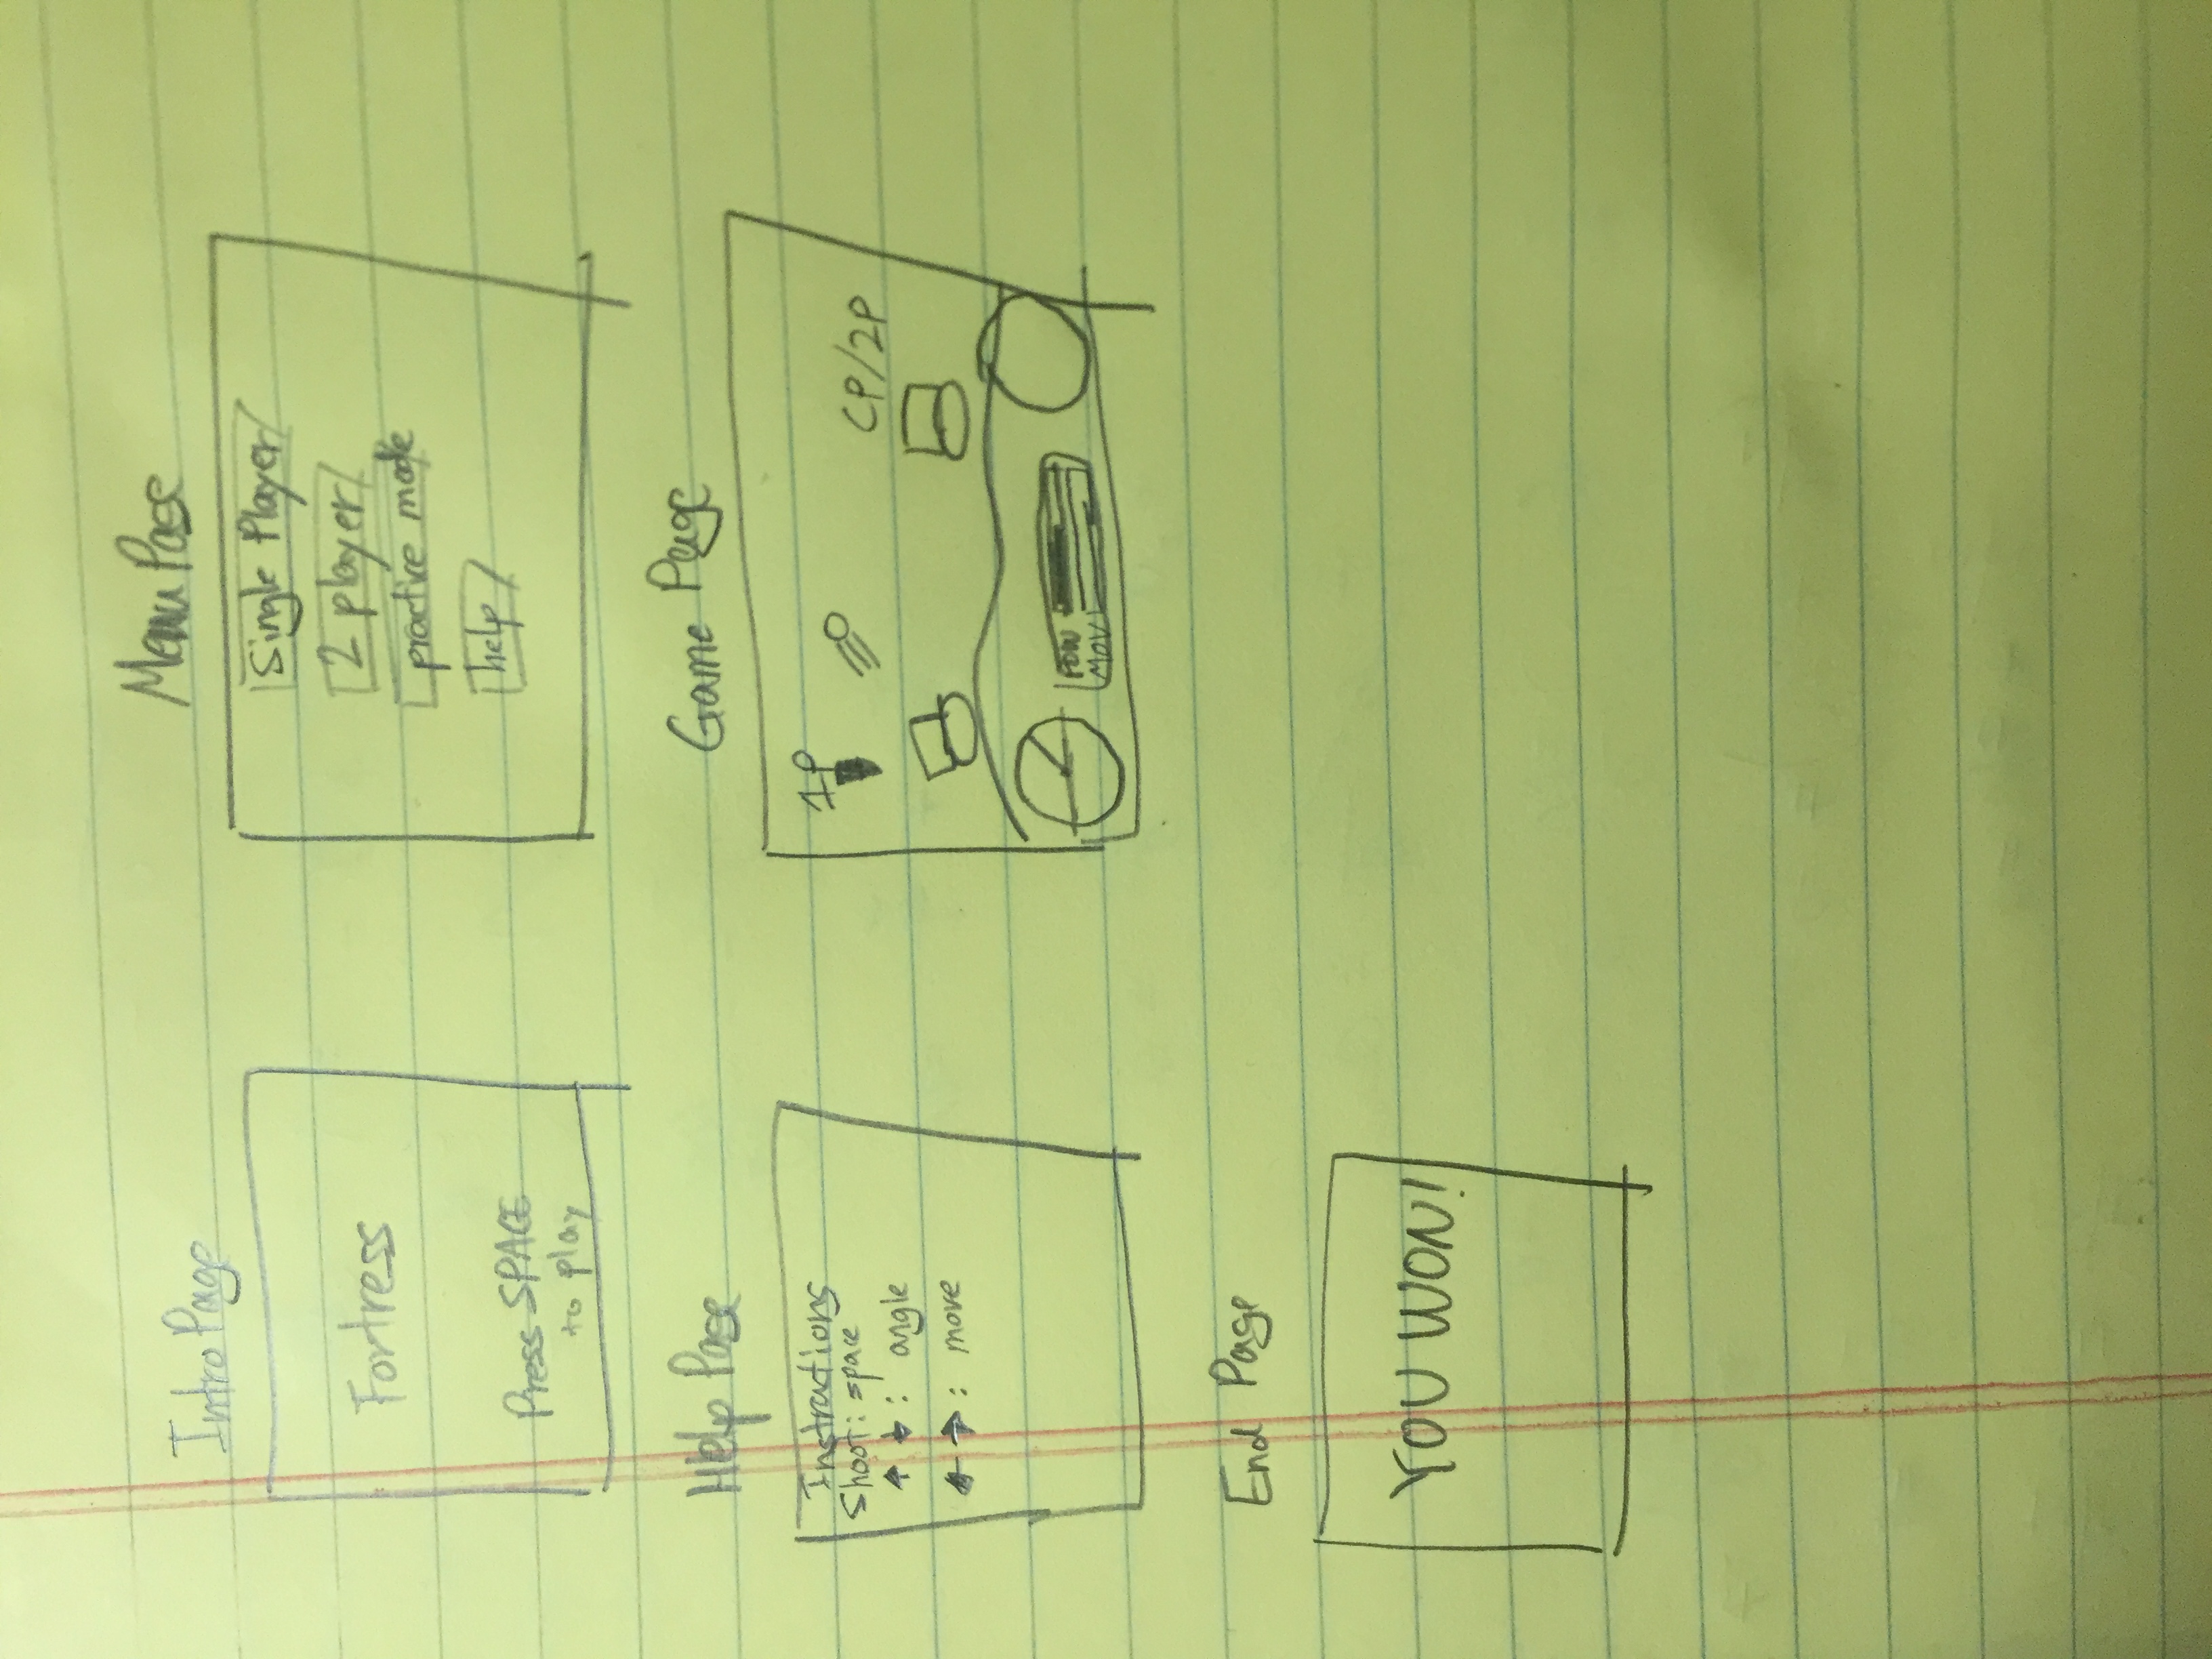 Intro Page
Fortress
Press SPACE
to play
Menu Page
Single Player
2 player
practice mode
help
Help Page
Instructions
Shoot: space
↑ ↓ : angle
← → : move
Game Page
1P
CP/2P
POW
MOV
End Page
YOU WON!